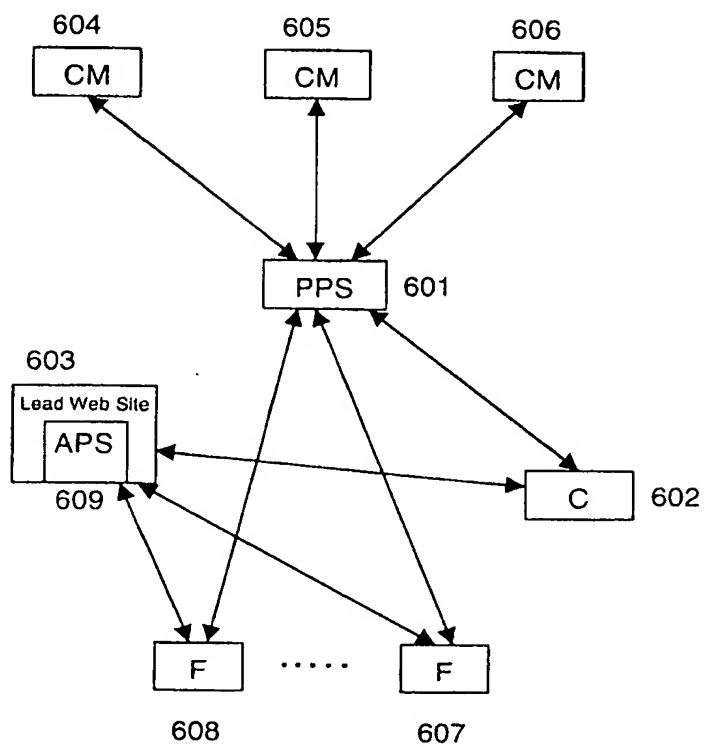 604
605
606
CM
CM
CM
PPS
601
603
Lead Web Site
APS
609
C
602
F
.....
F
608
607